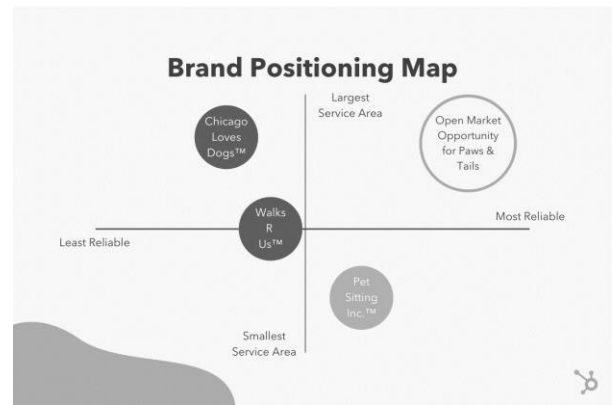 Brand Positioning Map
Largest
Service Area
Chicago
Loves
Dogs™
Open Market
Opportunity
for Paws &
Tails
Walks
R
Us™
Most Reliable
Least Reliable
Pet
Sitting
Inc.™
Smallest
Service Area